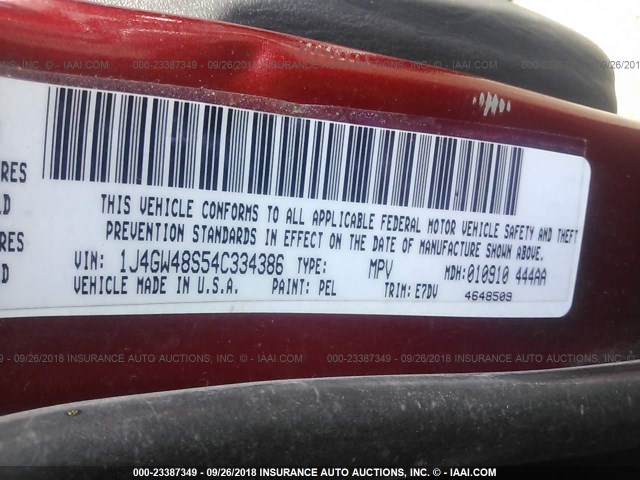 000-23387349 / 09/26/2018 INSURANCE AUTO AUCTIONS, INC. - © - IAAI.COM
RES
LD
RES
D
THIS VEHICLE CONFORMS TO ALL APPLICABLE FEDERAL MOTOR VEHICLE SAFETY AND THEFT
PREVENTION STANDARDS IN EFFECT ON THE DATE OF MANUFACTURE SHOWN ABOVE.
VIN: 1J4GW48S54C334386 TYPE: MPV MDH:010910 444AA
VEHICLE MADE IN U.S.A. PAINT: PEL TRIM: E7DV 4648509
000-23387349 / 09/26/2018 INSURANCE AUTO AUCTIONS, INC. - © - IAAI.COM
000-23387349 / 09/26/2018 INSURANCE AUTO AUCTIONS, INC. - © - IAAI.COM